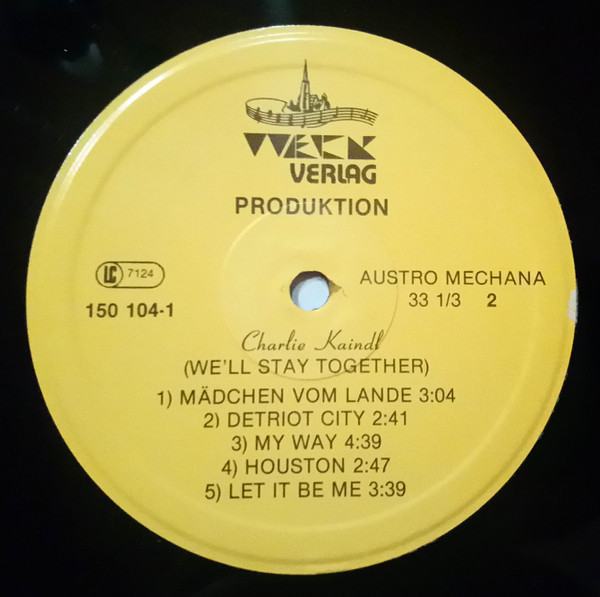 WECK
VERLAG
PRODUKTION
LC 7124
150 104-1
AUSTRO MECHANA
33 1/3 2
Charlie Kaindl
(WE'LL STAY TOGETHER)
1) MÄDCHEN VOM LANDE 3:04
2) DETRIOT CITY 2:41
3) MY WAY 4:39
4) HOUSTON 2:47
5) LET IT BE ME 3:39